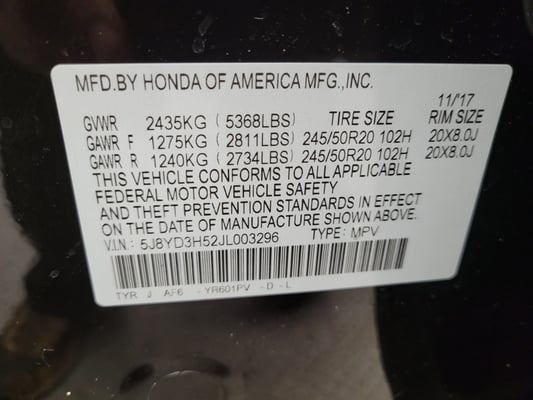 MFD.BY HONDA OF AMERICA MFG.,INC.
11/'17
GVWR 2435KG ( 5368LBS) TIRE SIZE RIM SIZE
GAWR F 1275KG ( 2811LBS) 245/50R20 102H 20X8.0J
GAWR R 1240KG ( 2734LBS) 245/50R20 102H 20X8.0J
THIS VEHICLE CONFORMS TO ALL APPLICABLE
FEDERAL MOTOR VEHICLE SAFETY
AND THEFT PREVENTION STANDARDS IN EFFECT
ON THE DATE OF MANUFACTURE SHOWN ABOVE.
V.I.N.: 5J8YD3H52JL003296 TYPE: MPV
TYR J AF6 - YR601PV - D - L